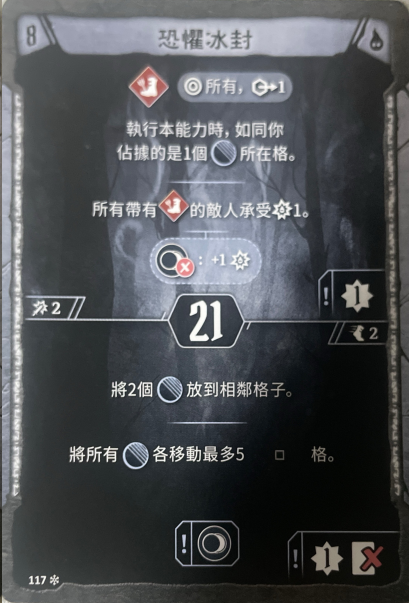 8 恐懼冰封
所有，1
執行本能力時，如同你
佔據的是1個 所在格。
所有帶有 的敵人承受 1。
: +1
! 1
2
21
2
將2個 放到相鄰格子。
將所有 各移動最多5 □ 格。
!
! 1
117